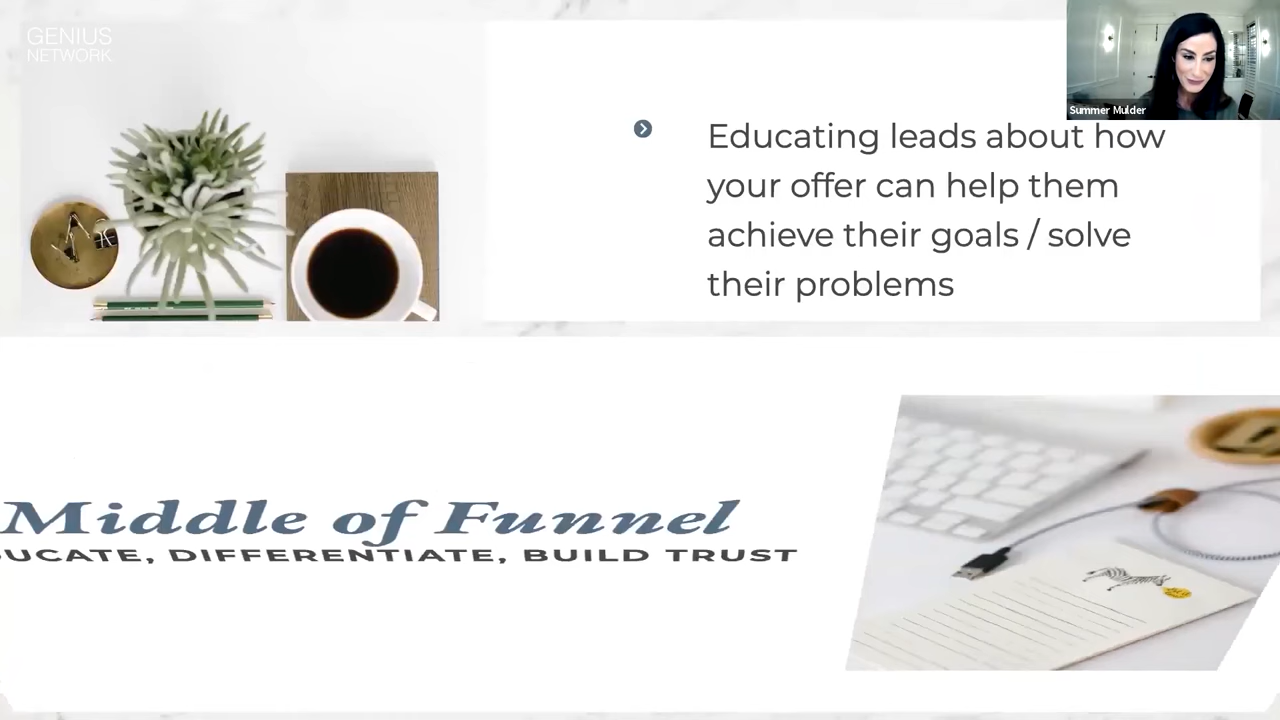 GENIUS
NETWORK
Summer Mulder
Educating leads about how
your offer can help them
achieve their goals / solve
their problems
Middle of Funnel
DUCATE, DIFFERENTIATE, BUILD TRUST